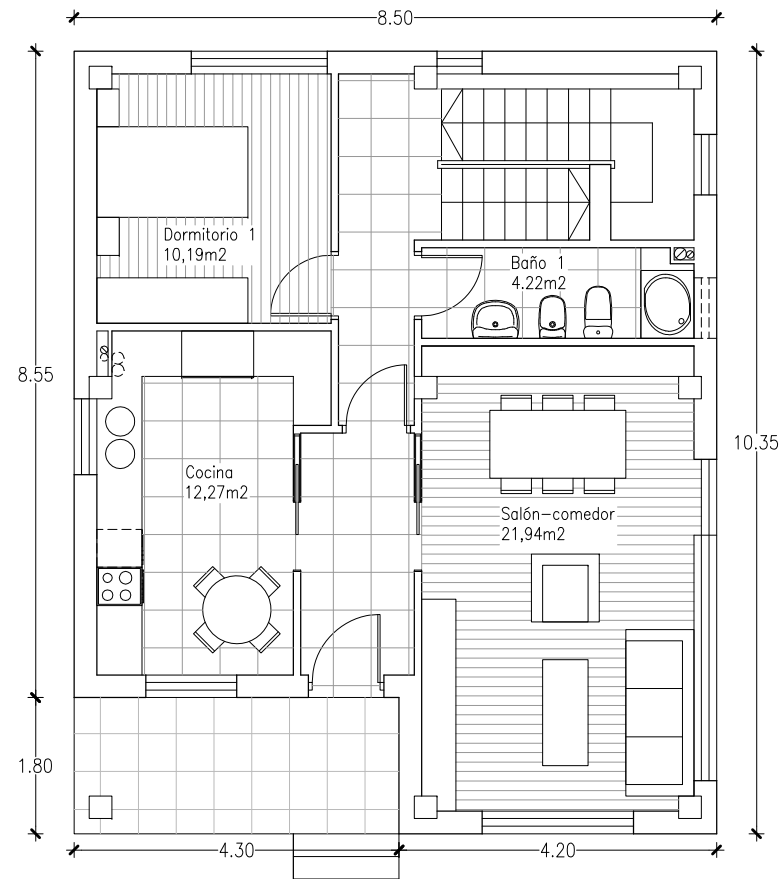 8.50
Dormitorio 1
10,19m2
Baño 1
4.22m2
8.55
10.35
Cocina
12,27m2
Salón-comedor
21,94m2
1.80
4.30
4.20